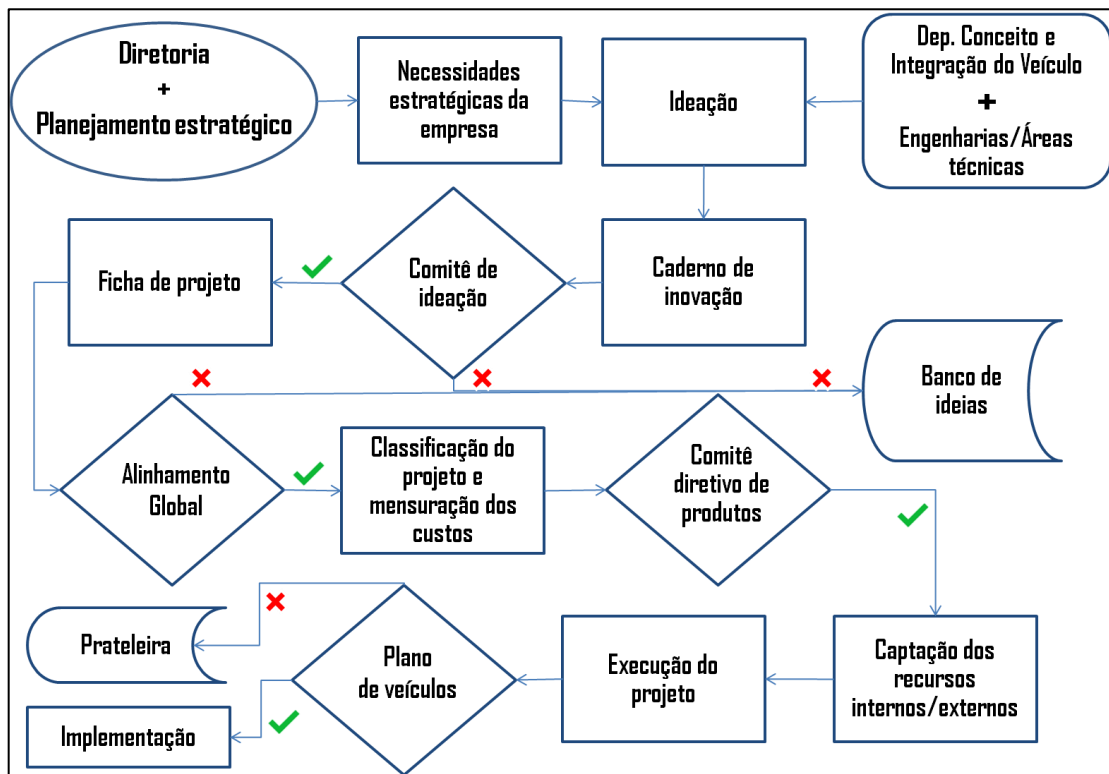 Diretoria
+
Planejamento estratégico
Necessidades
estratégicas da
empresa
Ideação
Dep. Conceito e
Integração do Veículo
+
Engenharias/Áreas
técnicas
Ficha de projeto
Comitê de
ideação
Caderno de
inovação
Banco de
ideias
Alinhamento
Global
Classificação do
projeto e
mensuração dos
custos
Comitê
diretivo de
produtos
Prateleira
Implementação
Plano
de veículos
Execução do
projeto
Captação dos
recursos
internos/externos